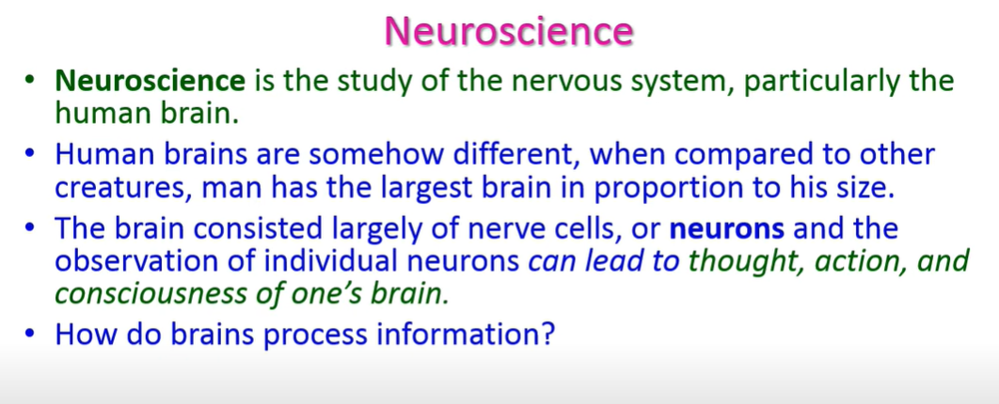 Neuroscience
• Neuroscience is the study of the nervous system, particularly the
human brain.
• Human brains are somehow different, when compared to other
creatures, man has the largest brain in proportion to his size.
• The brain consisted largely of nerve cells, or neurons and the
observation of individual neurons can lead to thought, action, and
consciousness of one's brain.
• How do brains process information?